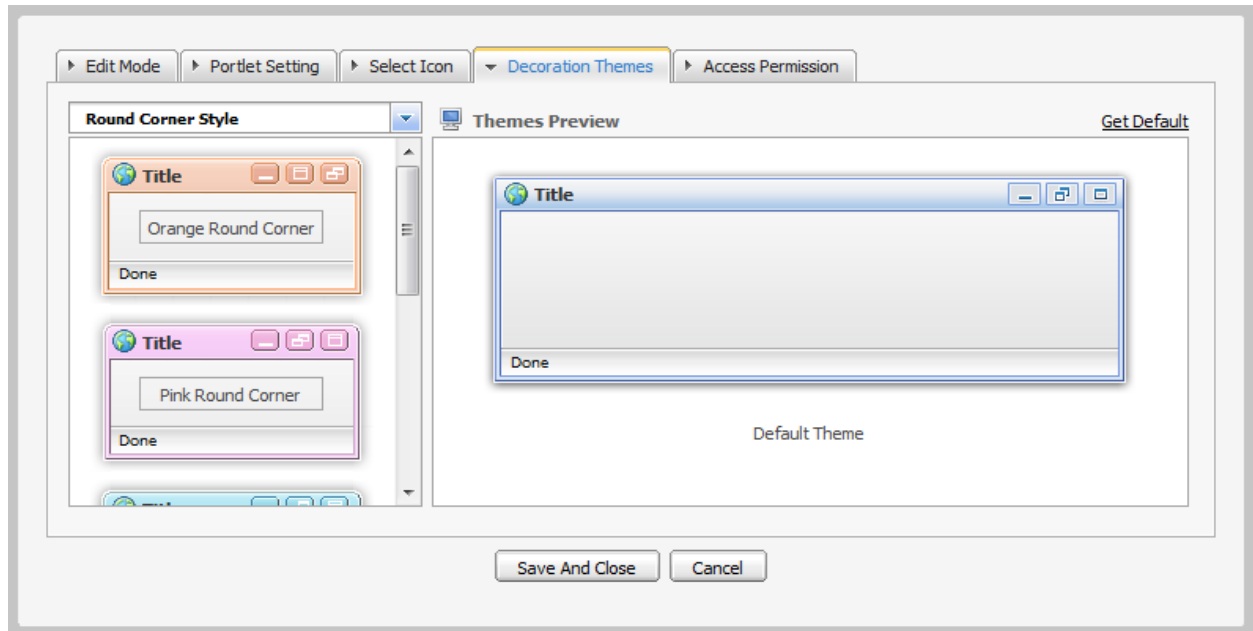 Edit Mode Portlet Setting Select Icon Decoration Themes Access Permission
Round Corner Style
Themes Preview Get Default
Title
Orange Round Corner
Done
Title
Pink Round Corner
Done
Title
Done
Default Theme
Save And Close Cancel